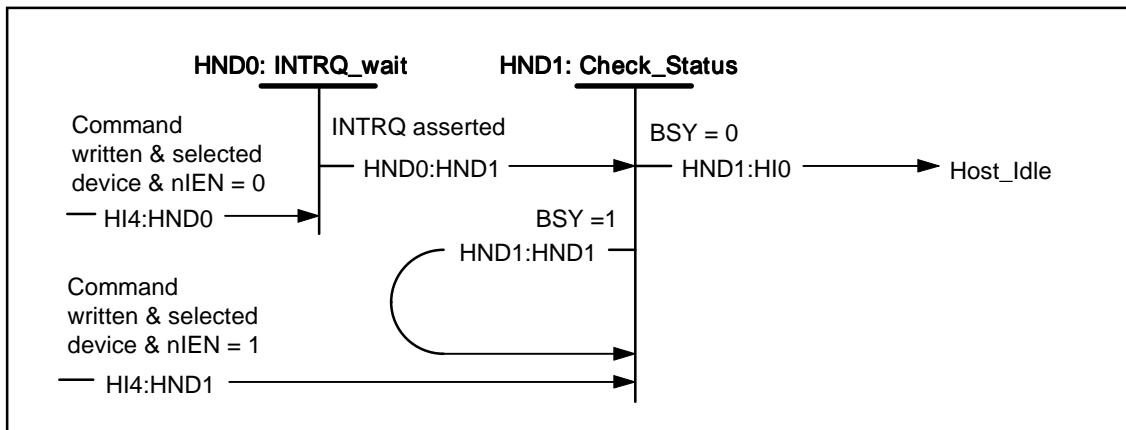 HND0: INTRQ_wait
HND1: Check_Status
Command
written & selected
device & nIEN = 0
HI4:HND0
INTRQ asserted
HND0:HND1
BSY = 0
HND1:HI0
Host_Idle
BSY =1
HND1:HND1
Command
written & selected
device & nIEN = 1
HI4:HND1